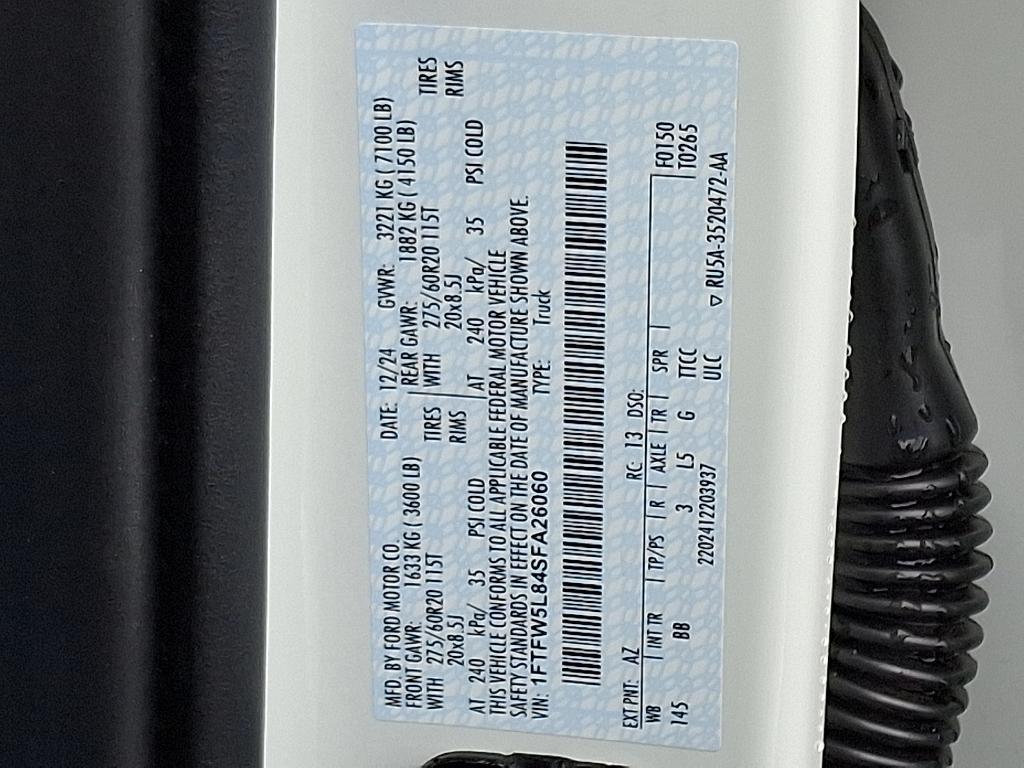 MFD. BY FORD MOTOR CO. DATE: 12/24 GVWR: 3221 KG ( 7100 LB)
FRONT GAWR: 1633 KG ( 3600 LB) REAR GAWR: 1882 KG ( 4150 LB)
WITH 275/60R20 115T TIRES WITH 275/60R20 115T TIRES
20x8.5J RIMS 20x8.5J RIMS
AT 240 kPa/ 35 PSI COLD AT 240 kPa/ 35 PSI COLD
THIS VEHICLE CONFORMS TO ALL APPLICABLE FEDERAL MOTOR VEHICLE
SAFETY STANDARDS IN EFFECT ON THE DATE OF MANUFACTURE SHOWN ABOVE.
VIN: 1FTFW5L84SFA26060 TYPE: Truck
EXT PNT: AZ RC: 13 DSO:
WB INT TR TP/PS R AXLE TR SPR F0150
145 BB 3 L5 G TTCC T0265
2202412203937 ULC ▽ RU5A-3520472-AA